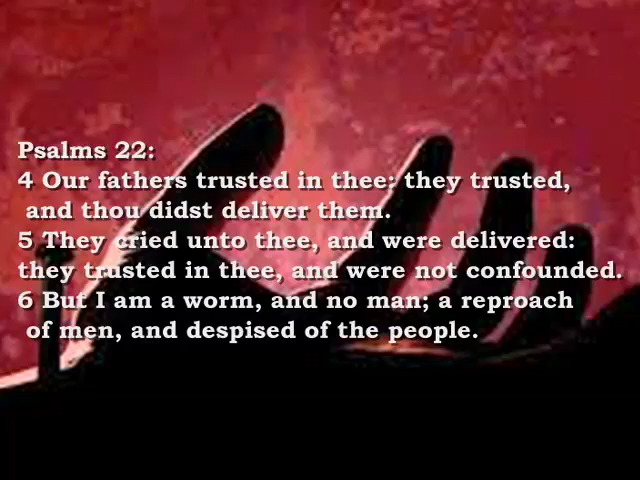 Psalms 22:
4 Our fathers trusted in thee: they trusted,
and thou didst deliver them.
5 They cried unto thee, and were delivered:
they trusted in thee, and were not confounded.
6 But I am a worm, and no man; a reproach
of men, and despised of the people.